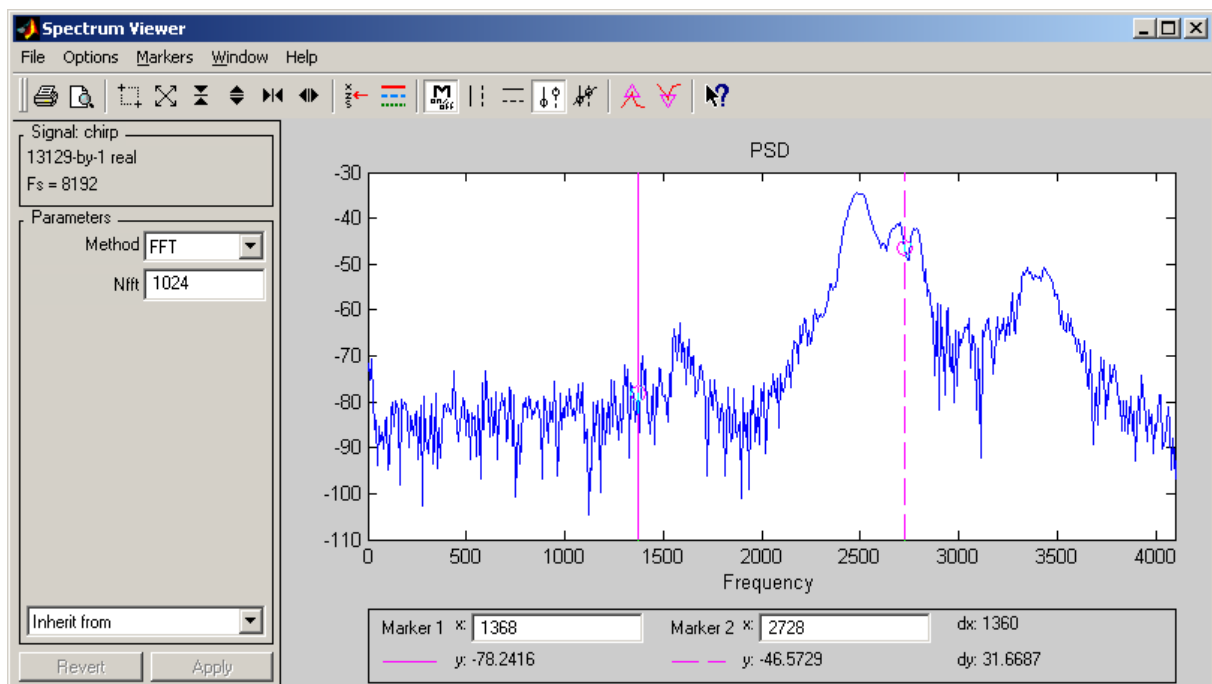 Spectrum Viewer
File Options Markers Window Help
Signal: chirp
13129-by-1 real
Fs = 8192
Parameters
Method FFT
Nfft 1024
Inherit from
Revert Apply
PSD
-30
-40
-50
-60
-70
-80
-90
-100
-110
0 500 1000 1500 2000 2500 3000 3500 4000
Frequency
Marker 1 x: 1368 Marker 2 x: 2728 dx: 1360
y: -78.2416 y: -46.5729 dy: 31.6687